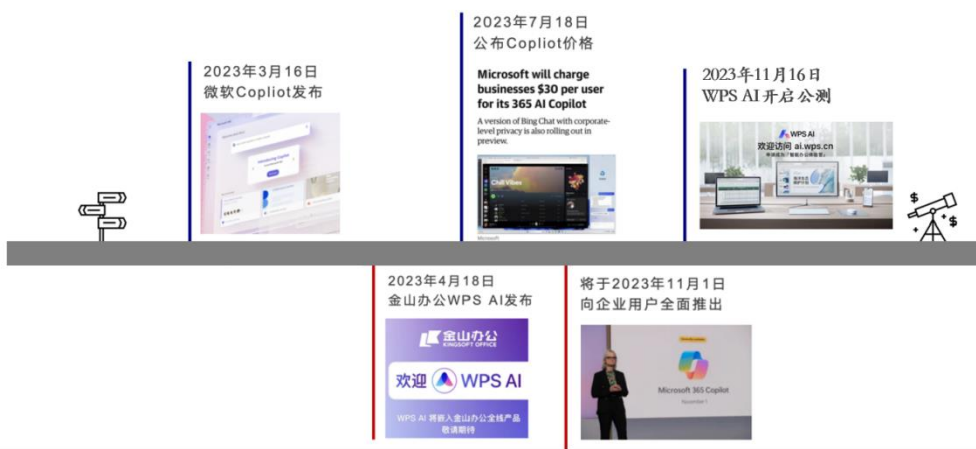 2023年3月16日
微软Copliot发布
2023年7月18日
公布Copliot价格
Microsoft will charge
businesses $30 per user
for its 365 AI Copilot
A version of Bing Chat with corporate-
level privacy is also rolling out in
preview.
Chill Vibes
Microsoft
2023年11月16日
WPS AI 开启公测
WPS AI
欢迎访问 ai.wps.cn
$
$
2023年4月18日
金山办公WPS AI发布
金山办公
KINGSOFT OFFICE
欢迎 WPS AI
WPS AI 将嵌入金山办公全线产品
敬请期待
将于2023年11月1日
向企业用户全面推出
Microsoft 365 Copilot
November 1